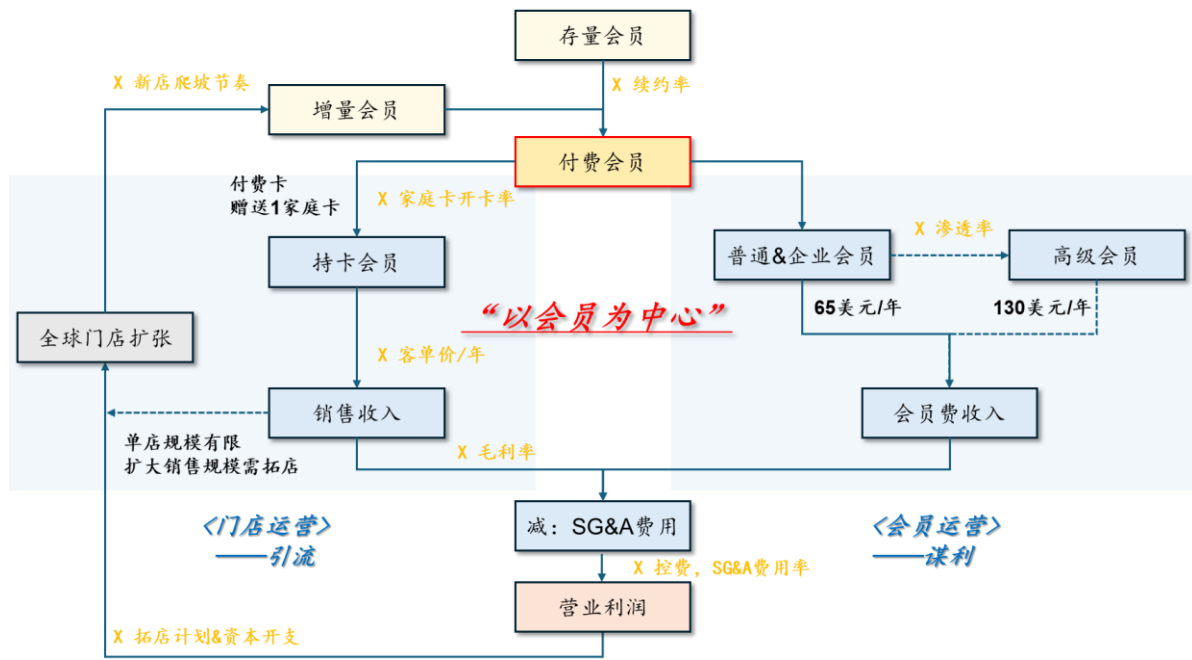 存量会员
X 续约率
X 新店爬坡节奏
增量会员
付费会员
付费卡
赠送1家庭卡
X 家庭卡开卡率
持卡会员
普通&企业会员
X 渗透率
高级会员
65美元/年
130美元/年
“以会员为中心”
全球门店扩张
X 客单价/年
销售收入
会员费收入
单店规模有限
扩大销售规模需拓店
X 毛利率
<门店运营>
——引流
减：SG&A费用
<会员运营>
——谋利
X 控费，SG&A费用率
营业利润
X 拓店计划&资本开支